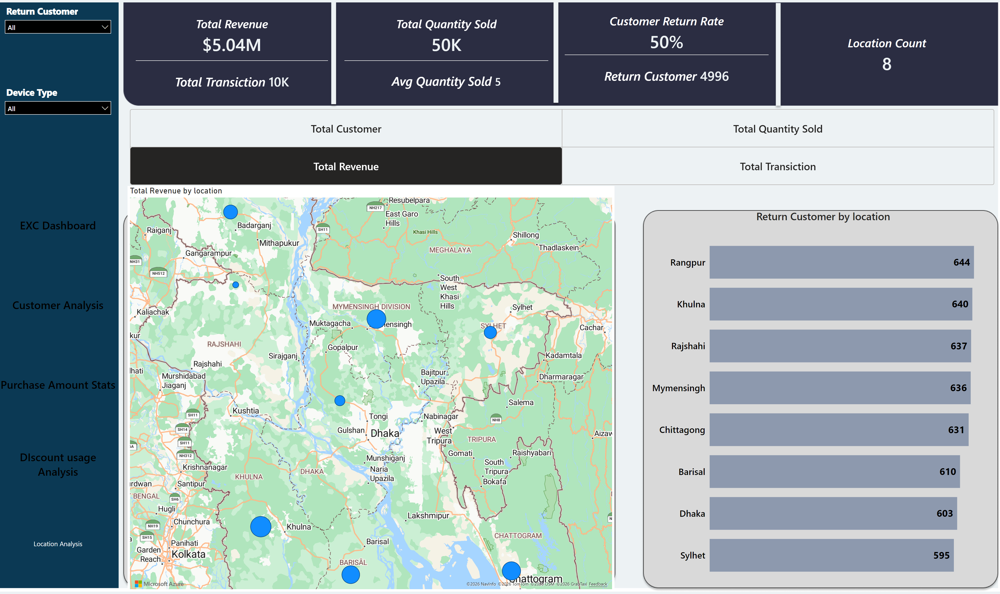 Return Customer
All
Device Type
All
EXC Dashboard
Customer Analysis
Purchase Amount Stats
DIscount usage
Analysis
Location Analysis
Total Revenue
$5.04M
Total Transiction 10K
Total Quantity Sold
50K
Avg Quantity Sold 5
Customer Return Rate
50%
Return Customer 4996
Location Count
8
Total Customer
Total Quantity Sold
Total Revenue
Total Transiction
Total Revenue by location
Resubelpara
NH217
East Garo
Hills
Badarganj
SH11
Raiganj
Khasi Hills
Shillong
Mithapukur
Thadlaskein
MEGHALAYA
Gangarampur
NH31
NH512
South
West
Khasi
Hills
MYMENSINGH DIVISION
Sylhet
Kaliachak
Muktagacha
SYLHET
Cachar
kur
RAJSHAHI
Gopalpur
Sirajganj
Kadamtala
Rajshahi
Bajitpur
Upazila
Murshidabad
Jiaganj
Dharmaragar
Salema
Kushtia
SH11
Tongi
Nabinagar
NH8
SH14
Gulshan
Dhaka
West
Tripura
Aizaw
SH11
TRIPURA
NH312
Gomati
Raishyabari
Munshiganj
South
Tripura
Krishnanagar
Naria
Upazila
DHAKA
KHULNA
Bokafa
Santipur
BENGAL
SH6
Hugli
Lakshmipur
Chunchura
NH19
Khulna
CHATTOGRAM
SH15
Panihati
Barisal
Garden
Reach
Kolkata
BARISĀL
hattogram
Microsoft Azure
©2026 NavInfo ©2026 TomTom ©2026 OSM ©2026 GrabTaxi Feedback
Return Customer by location
Rangpur 644
Khulna 640
Rajshahi 637
Mymensingh 636
Chittagong 631
Barisal 610
Dhaka 603
Sylhet 595